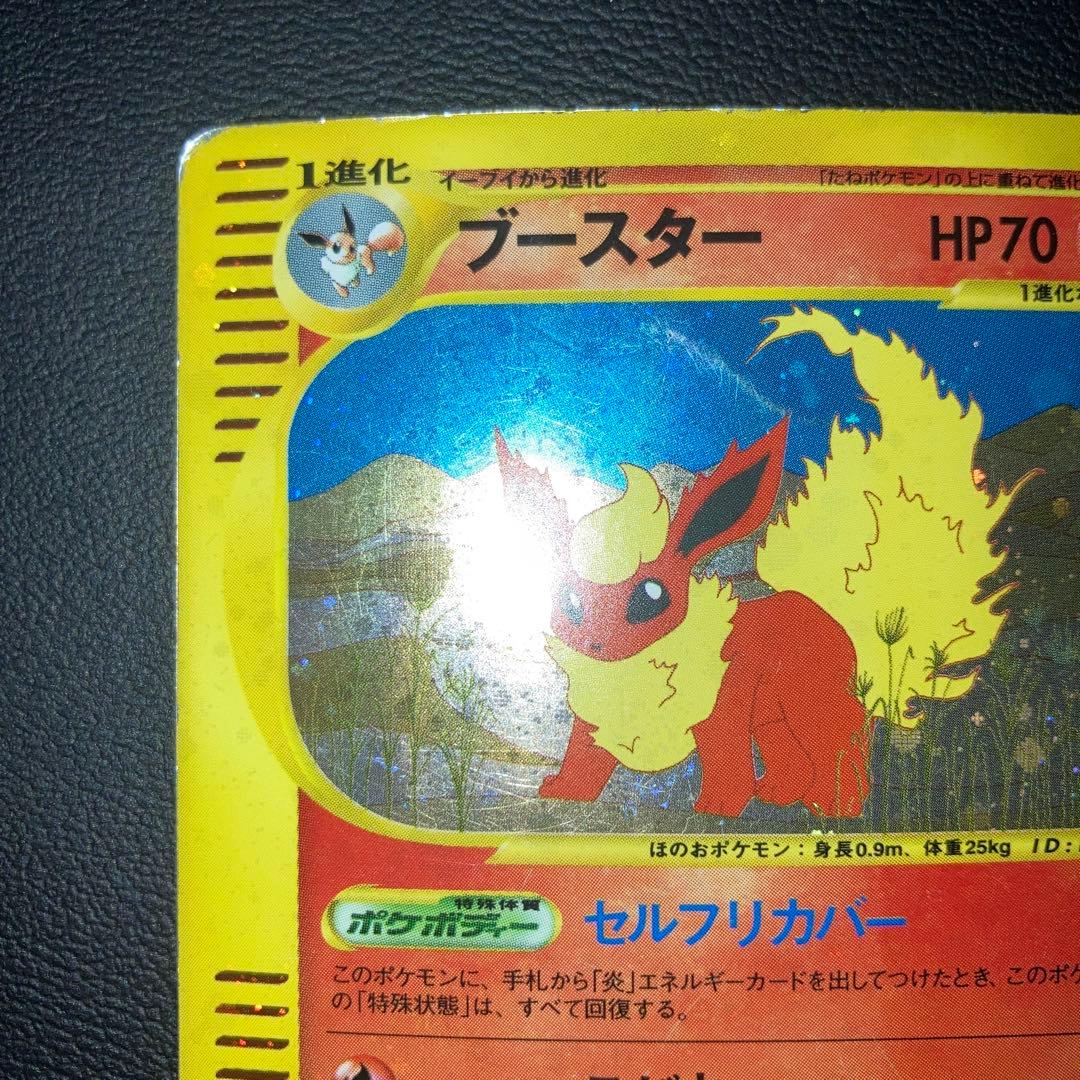 1進化 イーブイから進化 「たねポケモン」の上に重ねて進化
ブースター HP70
1進化
ほのおポケモン：身長0.9m、体重25kg ID：
特殊体質
ポケボディー セルフリカバー
このポケモンに、手札から「炎」エネルギーカードを出してつけたとき、このポケ
の「特殊状態」は、すべて回復する。